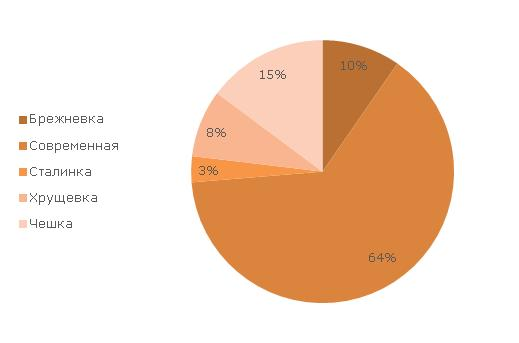 Брежневка
Современная
Сталинка
Хрущевка
Чешка
10%
64%
3%
8%
15%